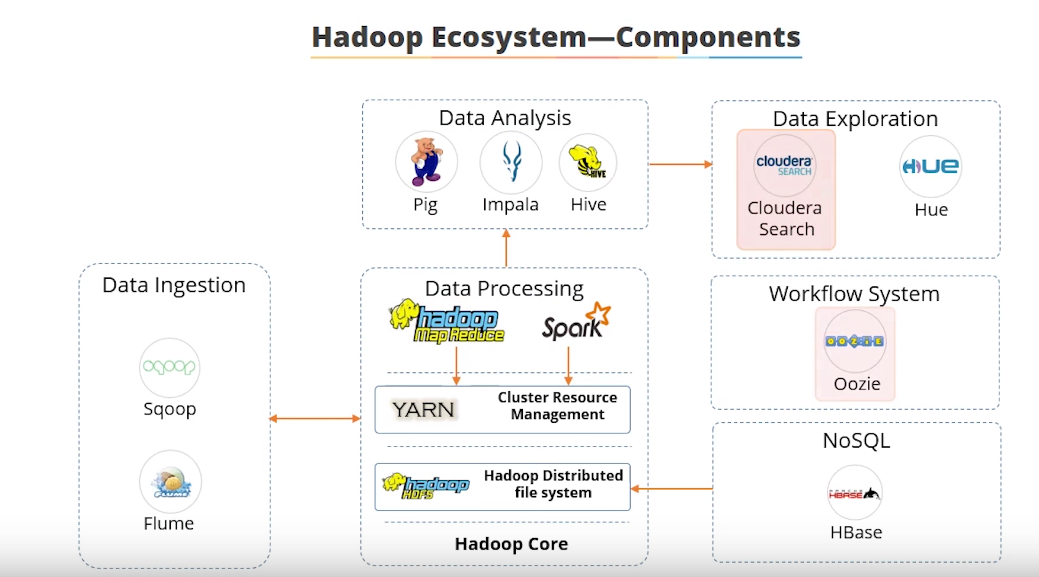 Hadoop Ecosystem—Components
Data Analysis
HIVE
Pig
Impala
Hive
Data Exploration
cloudera
SEARCH
HUE
Cloudera
Search
Hue
Data Ingestion
sqoop
Sqoop
FLUME
Flume
Data Processing
hadoop
Map Reduce
Spark
YARN
Cluster Resource
Management
hadoop
HDFS
Hadoop Distributed
file system
Hadoop Core
Workflow System
OOZIE
Oozie
NoSQL
HBASE
HBase